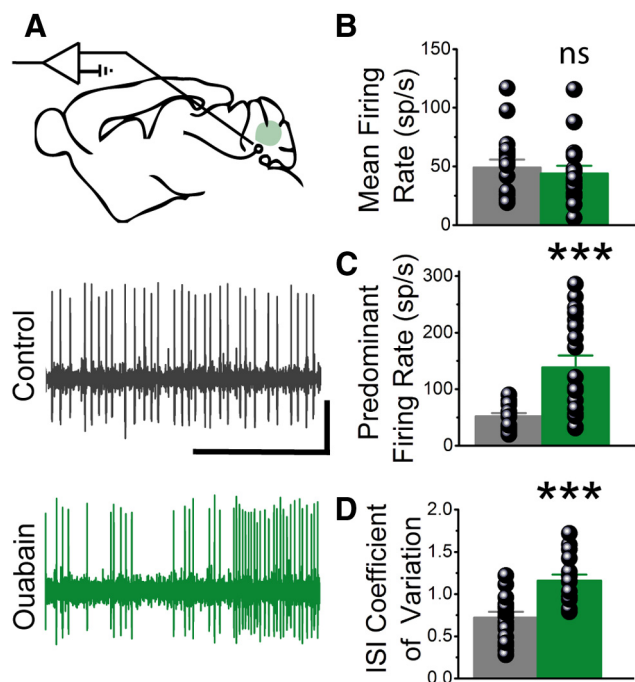 A
Control
Ouabain
B
Mean Firing
Rate (sp/s)
150
100
50
0
ns
C
Predominant
Firing Rate (sp/s)
300
200
100
0
***
D
ISI Coefficient
of Variation
2.0
1.5
1.0
0.5
0.0
***